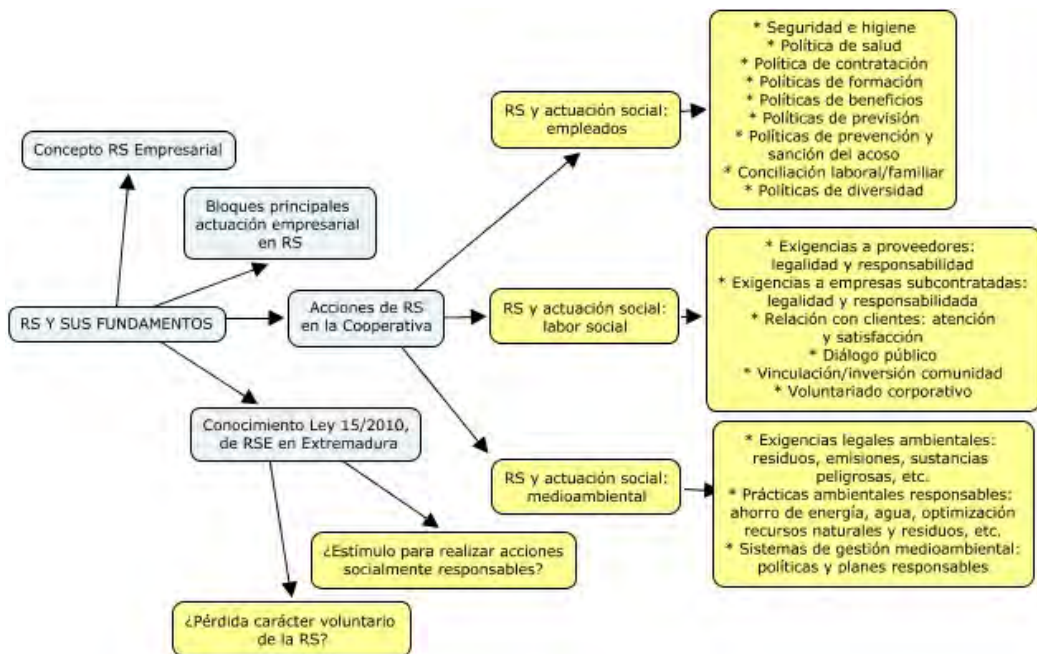 Concepto RS Empresarial
Bloques principales
actuación empresarial
en RS
RS Y SUS FUNDAMENTOS
Acciones de RS
en la Cooperativa
Conocimiento Ley 15/2010,
de RSE en Extremadura
¿Estímulo para realizar acciones
socialmente responsables?
¿Pérdida carácter voluntario
de la RS?
RS y actuación social:
empleados
* Seguridad e higiene
* Política de salud
* Política de contratación
* Políticas de formación
* Políticas de beneficios
* Políticas de previsión
* Políticas de prevención y
sanción del acoso
* Conciliación laboral/familiar
* Políticas de diversidad
RS y actuación social:
labor social
* Exigencias a proveedores:
legalidad y responsabilidad
* Exigencias a empresas subcontratadas:
legalidad y responsabilidada
* Relación con clientes: atención
y satisfacción
* Diálogo público
* Vinculación/inversión comunidad
* Voluntariado corporativo
RS y actuación social:
medioambiental
* Exigencias legales ambientales:
residuos, emisiones, sustancias
peligrosas, etc.
* Prácticas ambientales responsables:
ahorro de energía, agua, optimización
recursos naturales y residuos, etc.
* Sistemas de gestión medioambiental:
políticas y planes responsables